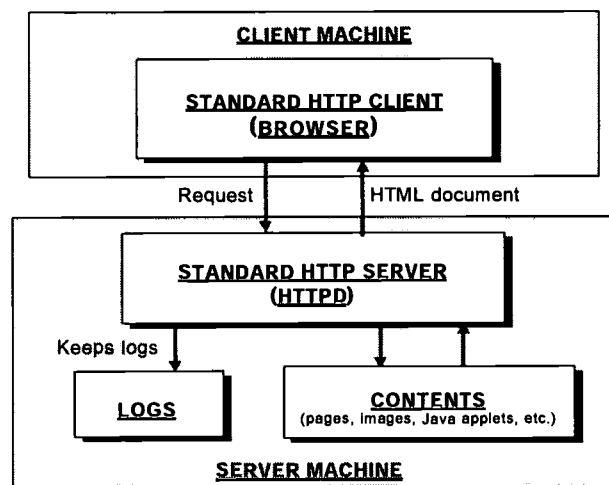 CLIENT MACHINE
STANDARD HTTP CLIENT
(BROWSER)
Request
HTML document
STANDARD HTTP SERVER
(HTTPD)
Keeps logs
LOGS
CONTENTS
(pages, images, Java applets, etc.)
SERVER MACHINE